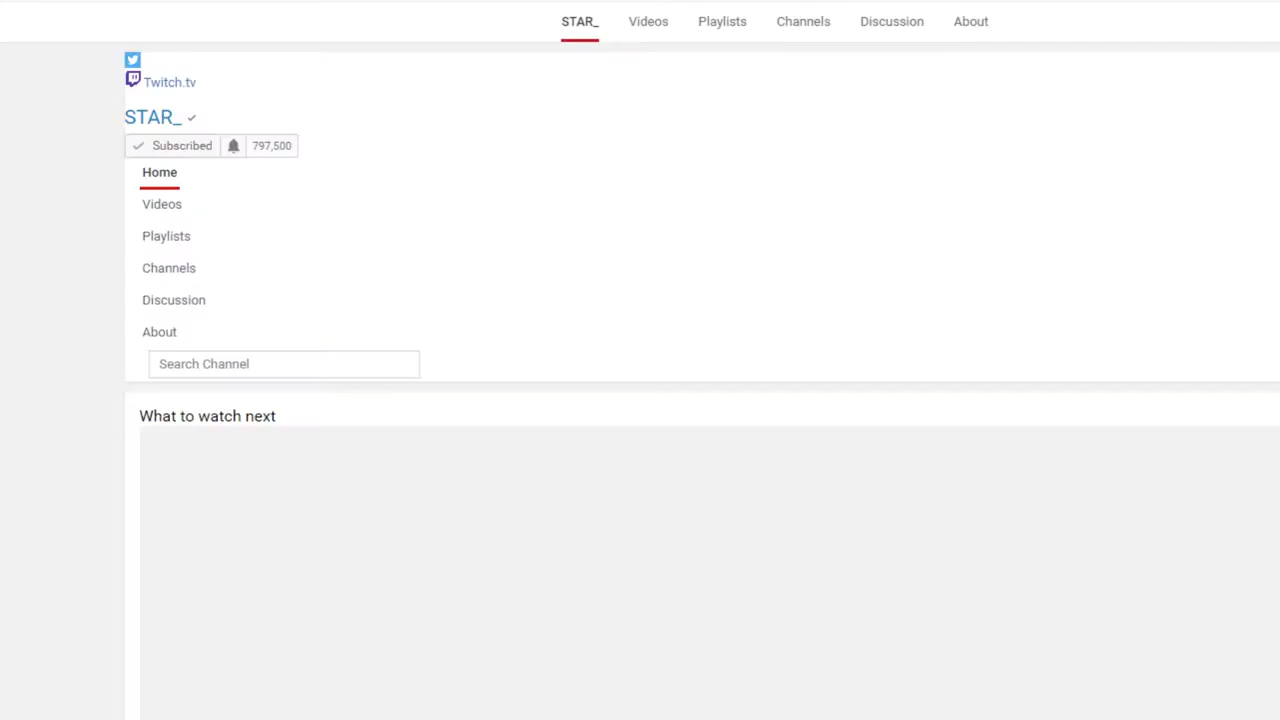 STAR_ Videos Playlists Channels Discussion About
Twitch.tv
STAR_
Subscribed 797,500
Home
Videos
Playlists
Channels
Discussion
About
Search Channel
What to watch next